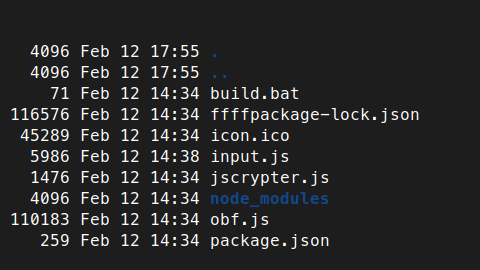 4096 Feb 12 17:55 .
4096 Feb 12 17:55 ..
71 Feb 12 14:34 build.bat
116576 Feb 12 14:34 ffffpackage-lock.json
45289 Feb 12 14:34 icon.ico
5986 Feb 12 14:38 input.js
1476 Feb 12 14:34 jscrypter.js
4096 Feb 12 14:34 node_modules
110183 Feb 12 14:34 obf.js
259 Feb 12 14:34 package.json